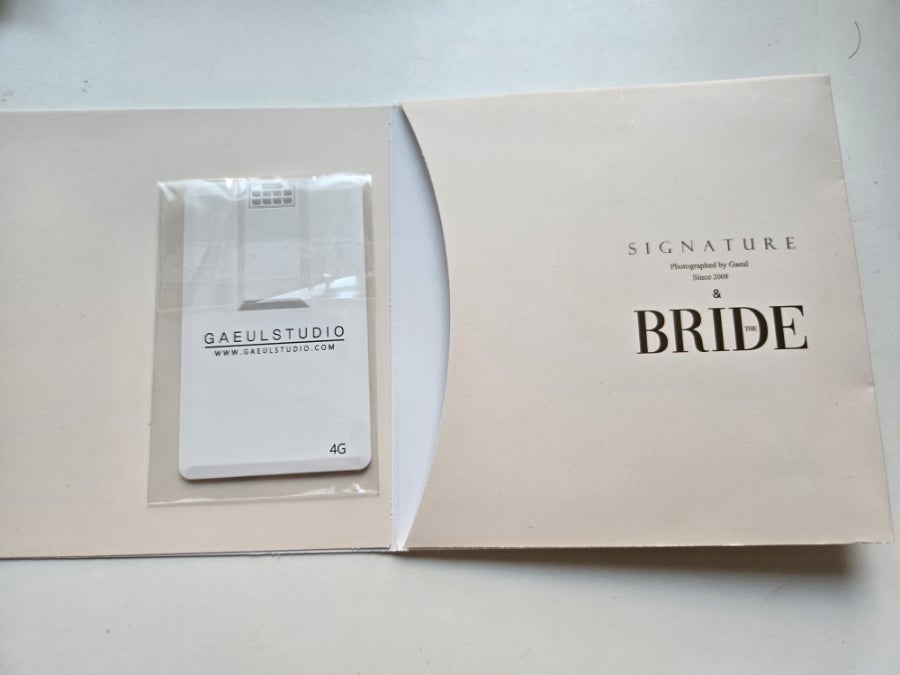 GAEULSTUDIO
WWW.GAEULSTUDIO.COM
4G
SIGNATURE
Photographed by Gaeul
Since 2008
&
BRIDE
THE